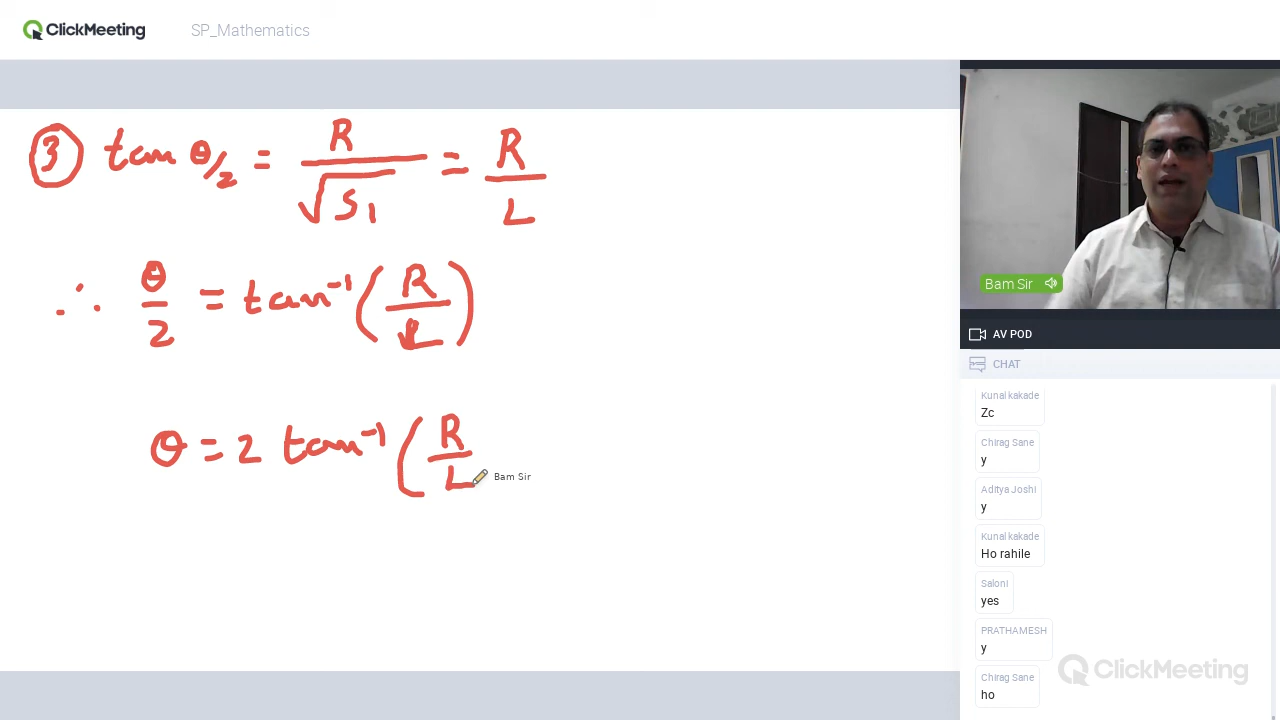 ClickMeeting SP_Mathematics
③ tan θ/2 = R/√S1 = R/L
∴ θ/2 = tan⁻¹(R/L)
θ = 2 tan⁻¹(R/L
Bam Sir
Bam Sir
AV POD
CHAT
Kunal kakade
Zc
Chirag Sane
y
Aditya Joshi
y
Kunal kakade
Ho rahile
Saloni
yes
PRATHAMESH
y
Chirag Sane
ho
ClickMeeting